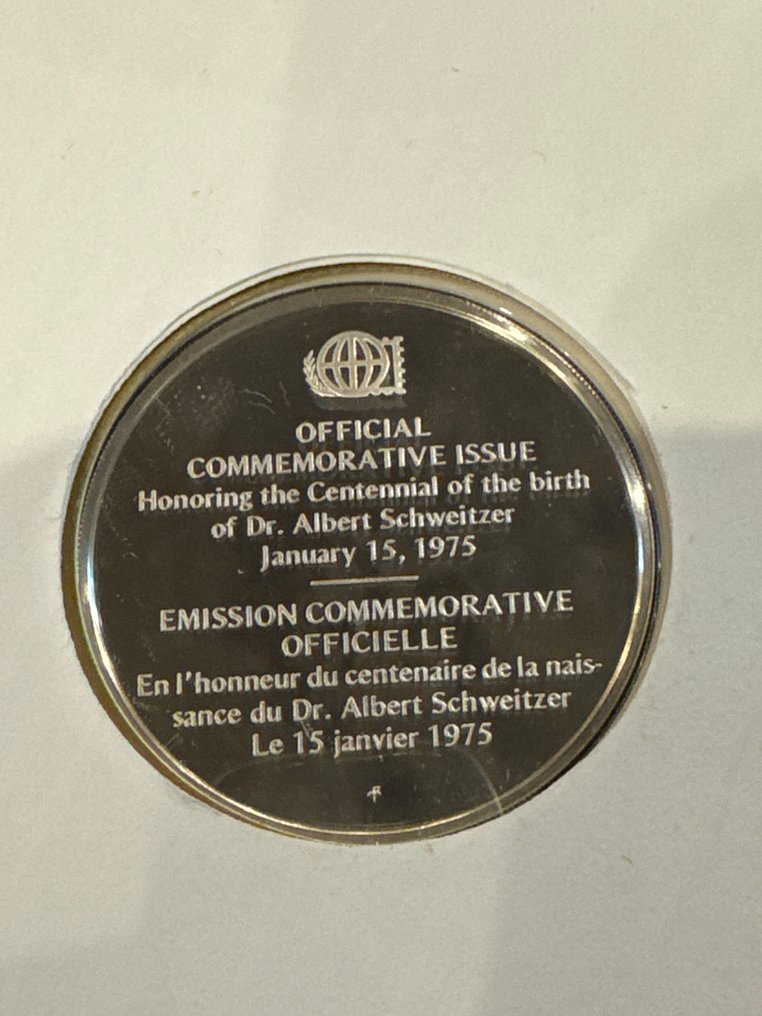 OFFICIAL
COMMEMORATIVE ISSUE
Honoring the Centennial of the birth
of Dr. Albert Schweitzer
January 15, 1975
EMISSION COMMEMORATIVE
OFFICIELLE
En l'honneur du centenaire de la nais-
sance du Dr. Albert Schweitzer
Le 15 janvier 1975